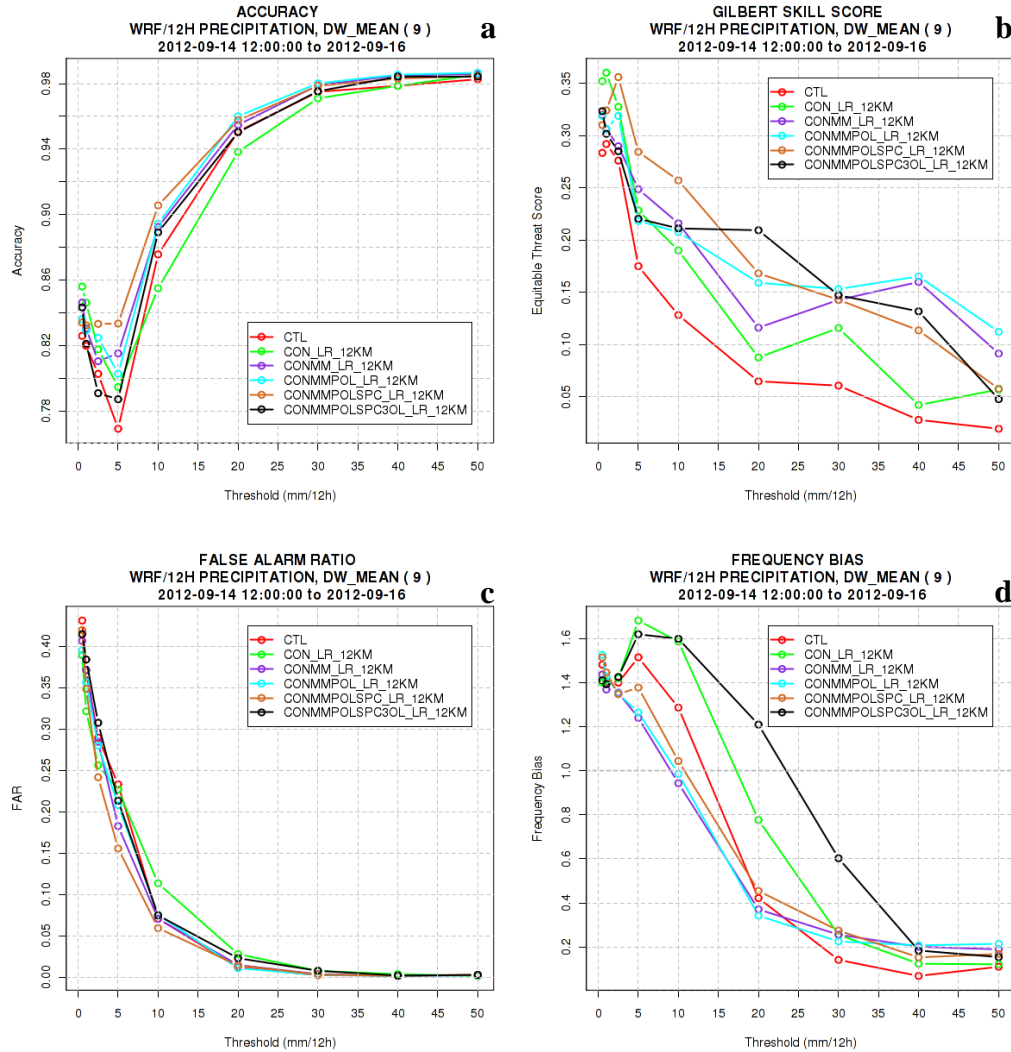 ACCURACY
WRF/12H PRECIPITATION, DW_MEAN ( 9 )
2012-09-14 12:00:00 to 2012-09-16
a
Accuracy
0.98
0.94
0.90
0.86
0.82
0.78
CTL
CON_LR_12KM
CONMM_LR_12KM
CONMMPOL_LR_12KM
CONMMPOLSPC_LR_12KM
CONMMPOLSPC3OL_LR_12KM
0 5 10 15 20 25 30 35 40 45 50
Threshold (mm/12h)
GILBERT SKILL SCORE
WRF/12H PRECIPITATION, DW_MEAN ( 9 )
2012-09-14 12:00:00 to 2012-09-16
b
Equitable Threat Score
0.35
0.30
0.25
0.20
0.15
0.10
0.05
CTL
CON_LR_12KM
CONMM_LR_12KM
CONMMPOL_LR_12KM
CONMMPOLSPC_LR_12KM
CONMMPOLSPC3OL_LR_12KM
0 5 10 15 20 25 30 35 40 45 50
Threshold (mm/12h)
FALSE ALARM RATIO
WRF/12H PRECIPITATION, DW_MEAN ( 9 )
2012-09-14 12:00:00 to 2012-09-16
c
FAR
0.40
0.35
0.30
0.25
0.20
0.15
0.10
0.05
0.00
CTL
CON_LR_12KM
CONMM_LR_12KM
CONMMPOL_LR_12KM
CONMMPOLSPC_LR_12KM
CONMMPOLSPC3OL_LR_12KM
0 5 10 15 20 25 30 35 40 45 50
Threshold (mm/12h)
FREQUENCY BIAS
WRF/12H PRECIPITATION, DW_MEAN ( 9 )
2012-09-14 12:00:00 to 2012-09-16
d
Frequency Bias
1.6
1.4
1.2
1.0
0.8
0.6
0.4
0.2
CTL
CON_LR_12KM
CONMM_LR_12KM
CONMMPOL_LR_12KM
CONMMPOLSPC_LR_12KM
CONMMPOLSPC3OL_LR_12KM
0 5 10 15 20 25 30 35 40 45 50
Threshold (mm/12h)